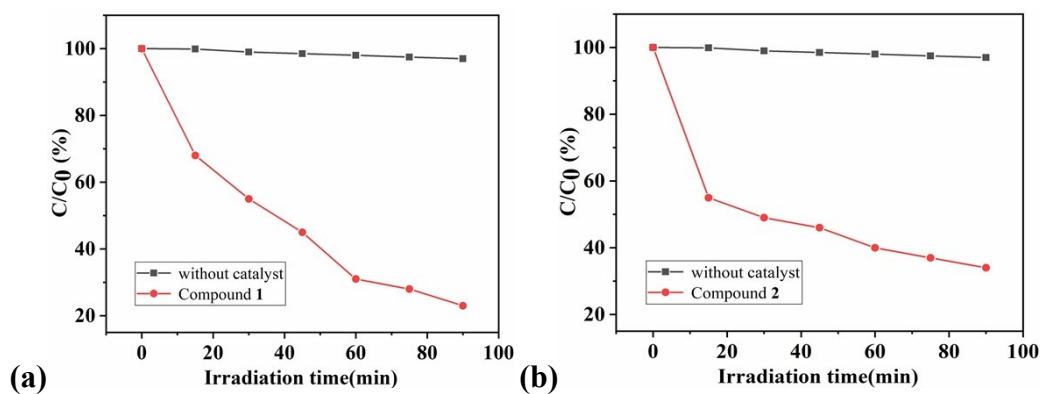 100
80
60
40
20
C/C0 (%)
without catalyst
Compound 1
0 20 40 60 80 100
Irradiation time(min)
(a)
100
80
60
40
20
C/C0 (%)
without catalyst
Compound 2
0 20 40 60 80 100
Irradiation time(min)
(b)